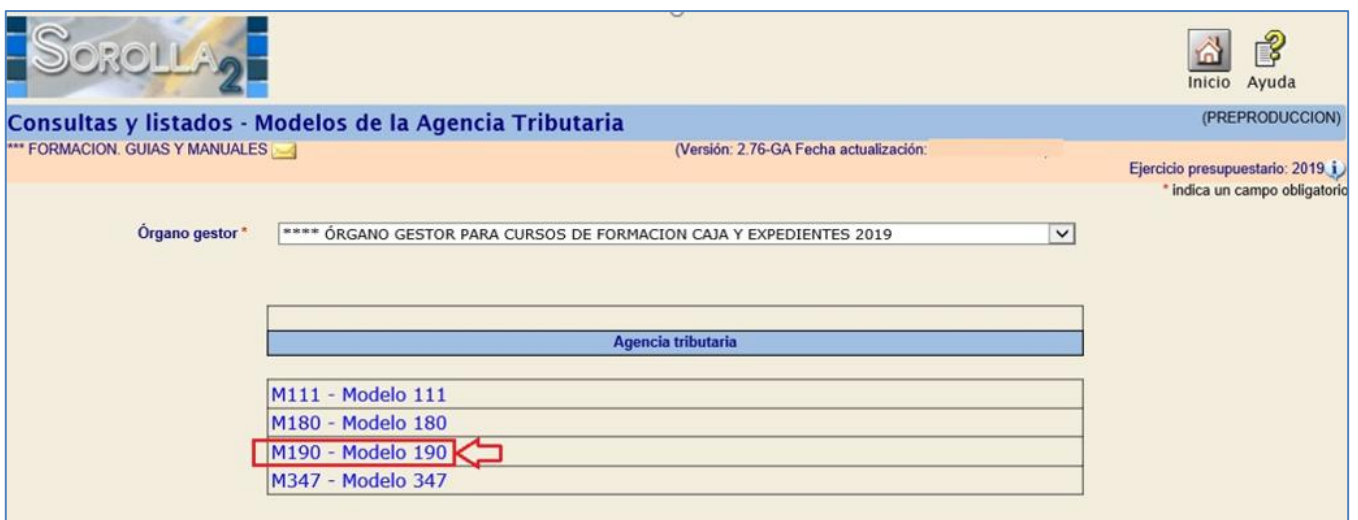 SOROLLA2
Inicio Ayuda
Consultas y listados - Modelos de la Agencia Tributaria
(PREPRODUCCION)
*** FORMACION. GUIAS Y MANUALES
(Versión: 2.76-GA Fecha actualización:
Ejercicio presupuestario: 2019
* indica un campo obligatorio
Órgano gestor * **** ÓRGANO GESTOR PARA CURSOS DE FORMACION CAJA Y EXPEDIENTES 2019
Agencia tributaria
M111 - Modelo 111
M180 - Modelo 180
M190 - Modelo 190
M347 - Modelo 347